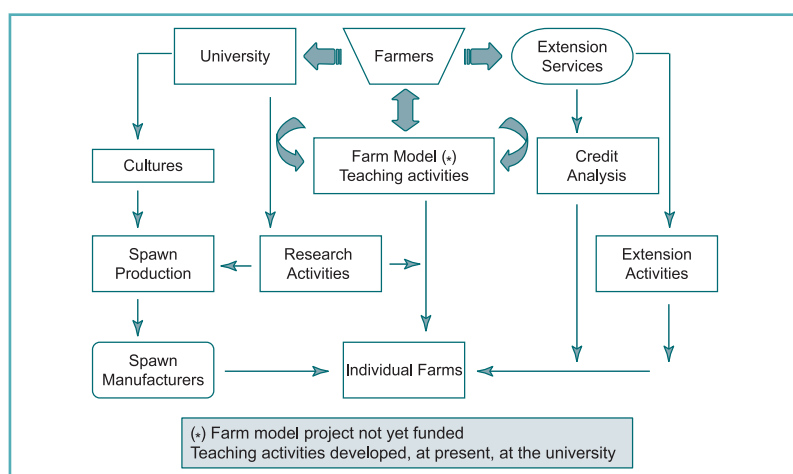 University
Farmers
Extension
Services
Cultures
Farm Model (*)
Teaching activities
Credit
Analysis
Spawn
Production
Research
Activities
Extension
Activities
Spawn
Manufacturers
Individual Farms
(*) Farm model project not yet funded
Teaching activities developed, at present, at the university